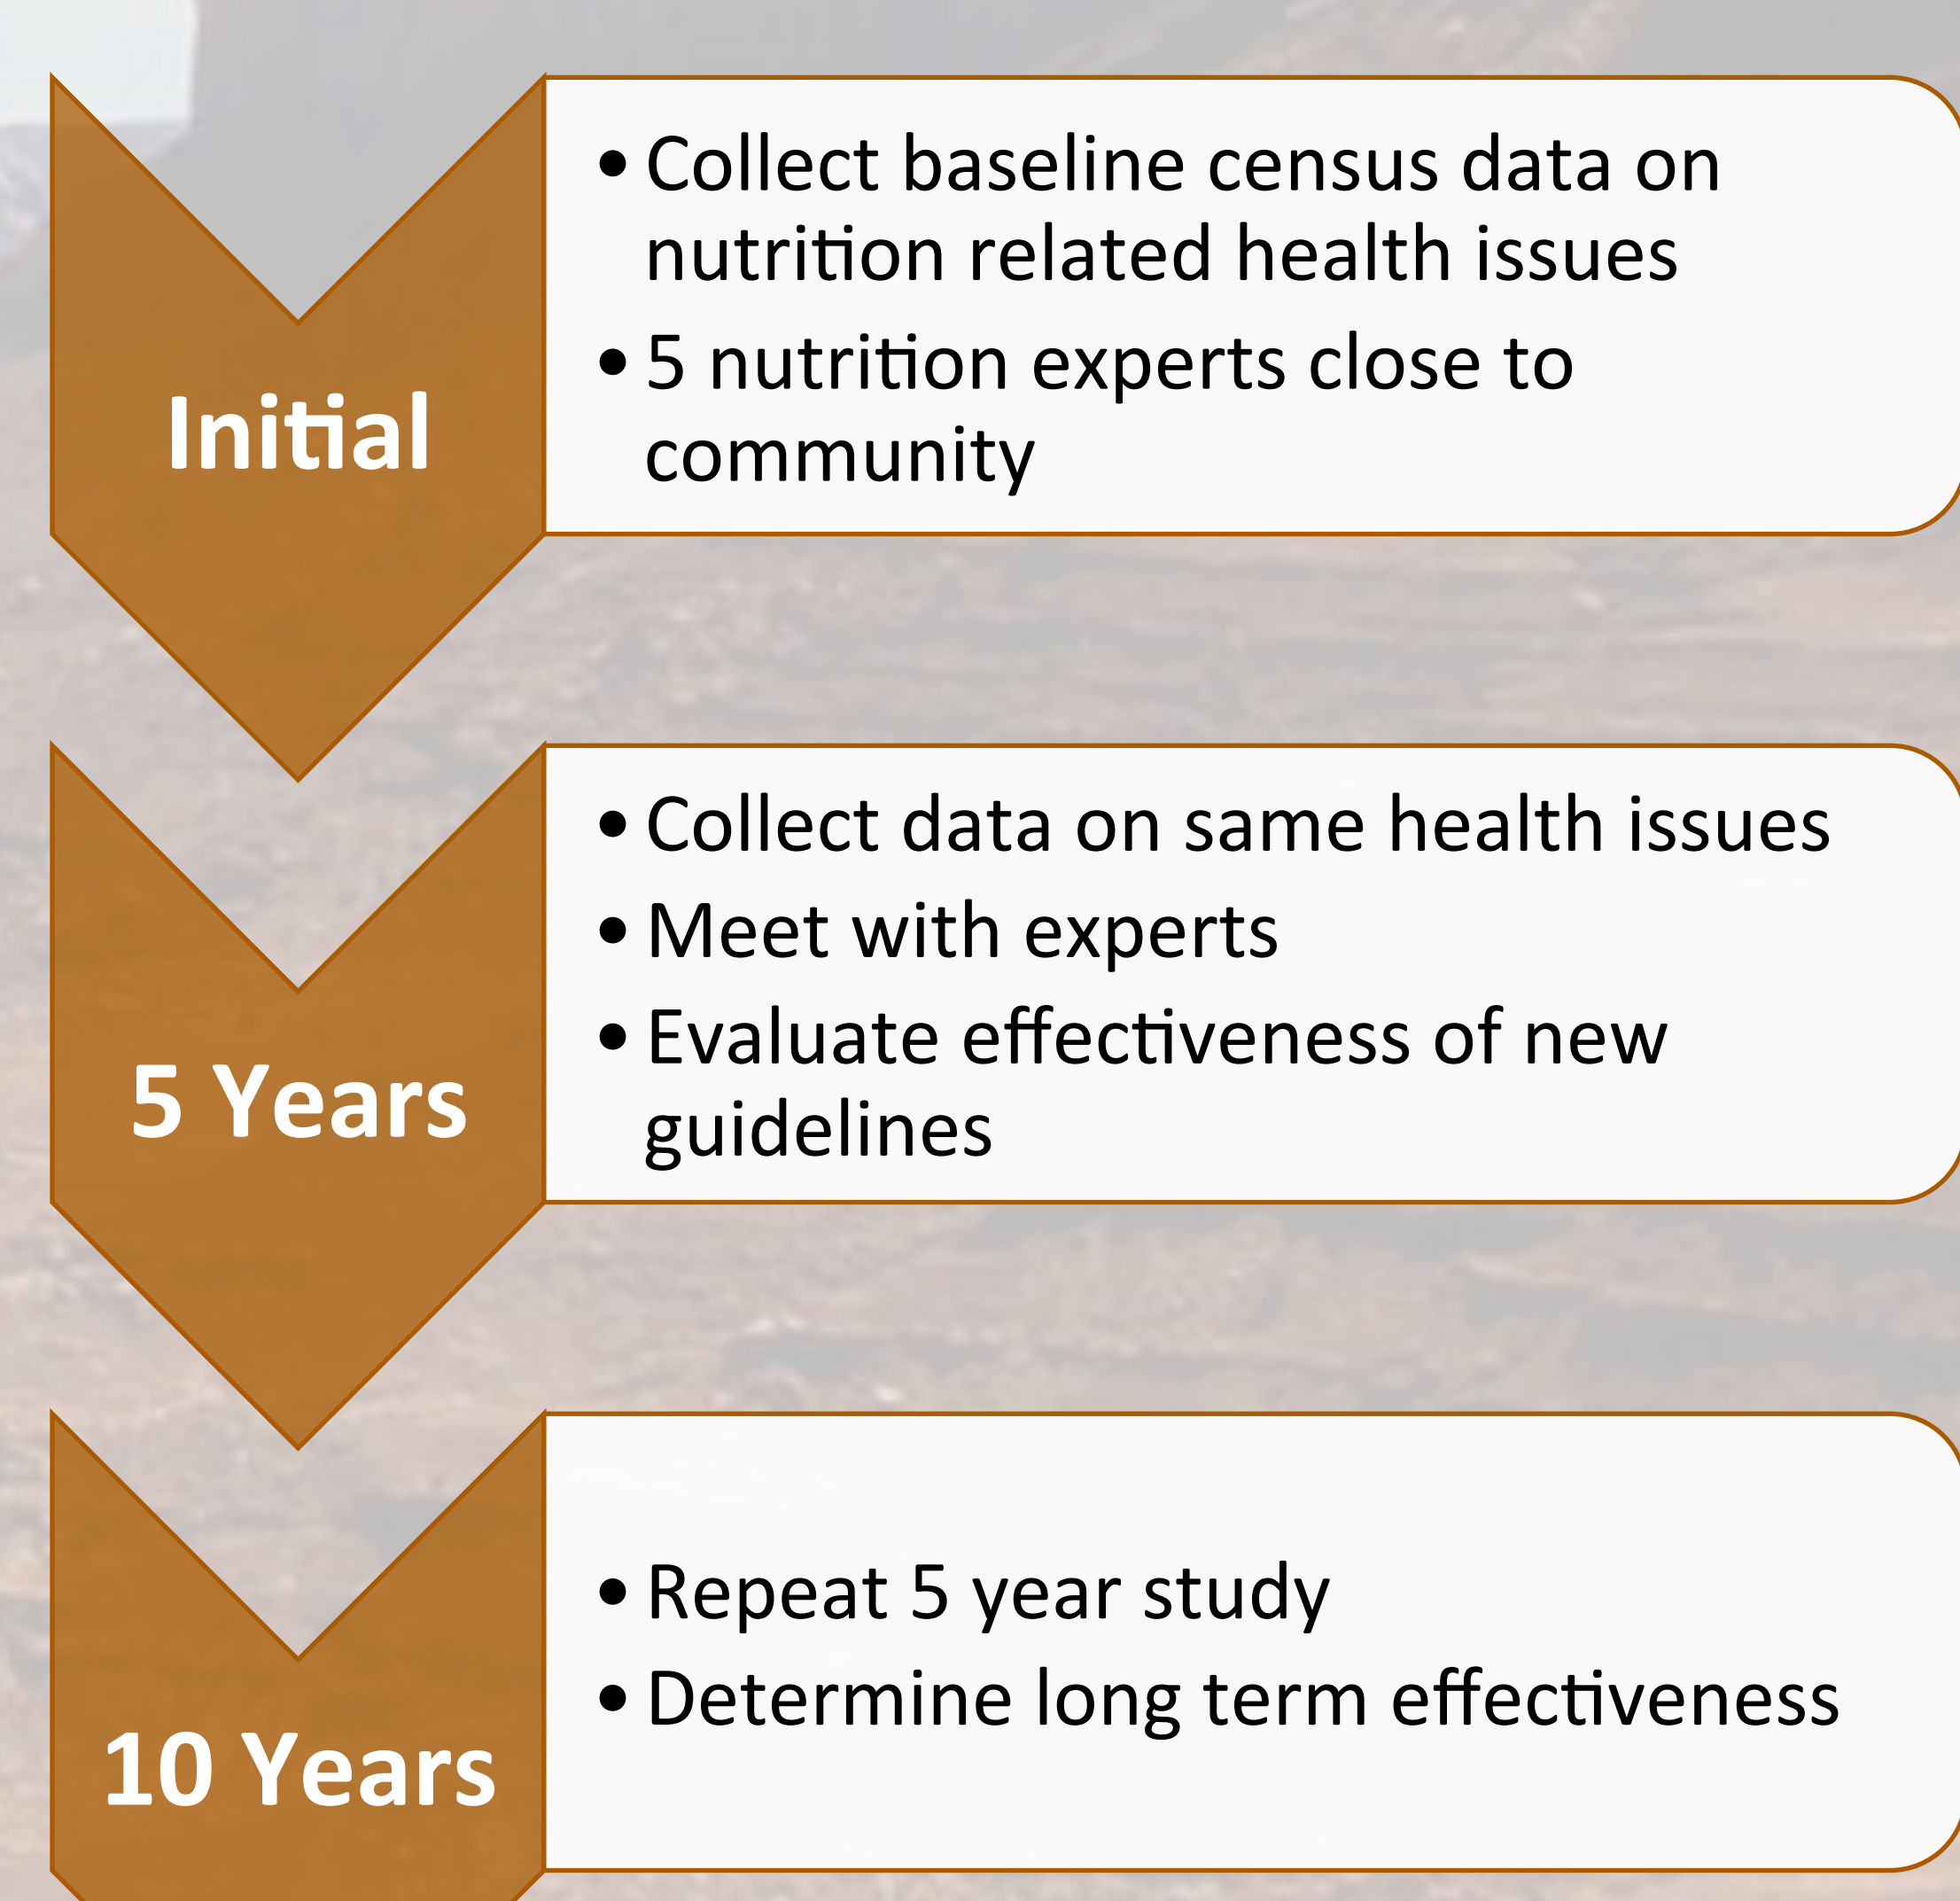 Initial
• Collect baseline census data on
nutrition related health issues
• 5 nutrition experts close to
community
5 Years
• Collect data on same health issues
• Meet with experts
• Evaluate effectiveness of new
guidelines
10 Years
• Repeat 5 year study
• Determine long term effectiveness